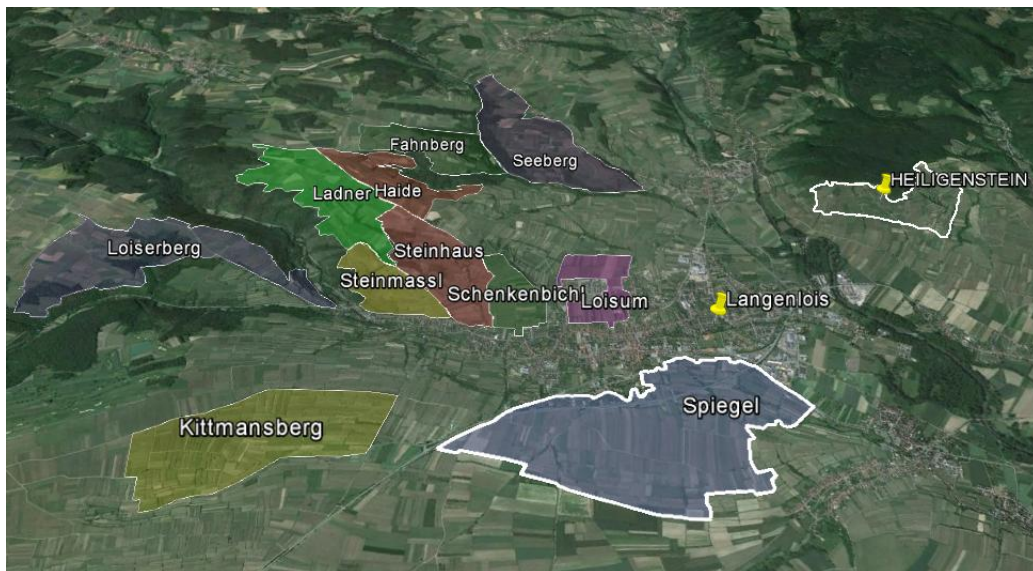 Fahnberg
Seeberg
HEILIGENSTEIN
Ladner
Haide
Loiserberg
Steinhaus
Steinmassl
Schenkenbichl
Loisum
Langenlois
Spiegel
Kittmansberg